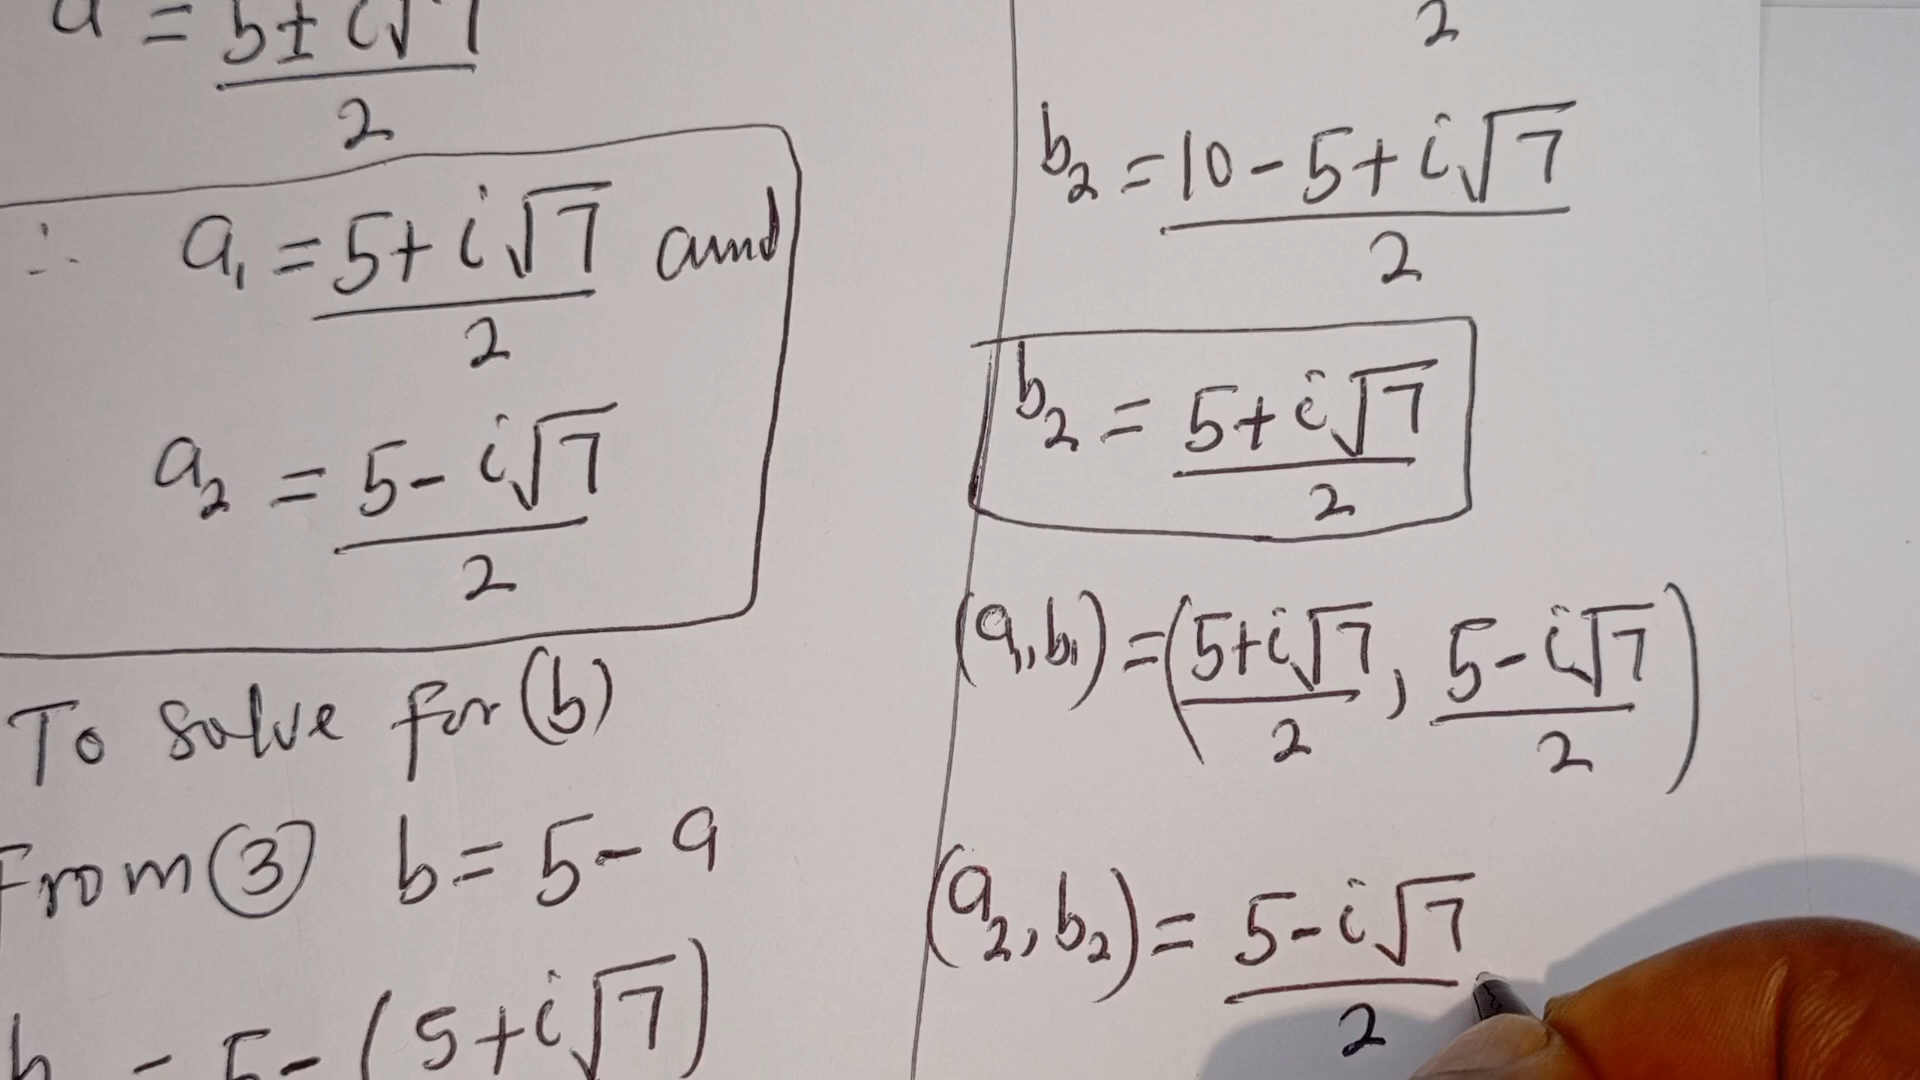 a = 5±i√7
2
∴ a₁ = 5+i√7 and
2
a₂ = 5-i√7
2
To solve for (b)
From ③ b = 5-a
b = 5-(5+i√7)
2
b₂ = 10-5+i√7
2
b₂ = 5+i√7
2
(a₁,b₁) = (5+i√7, 5-i√7)
2 2
(a₂,b₂) = 5-i√7
2